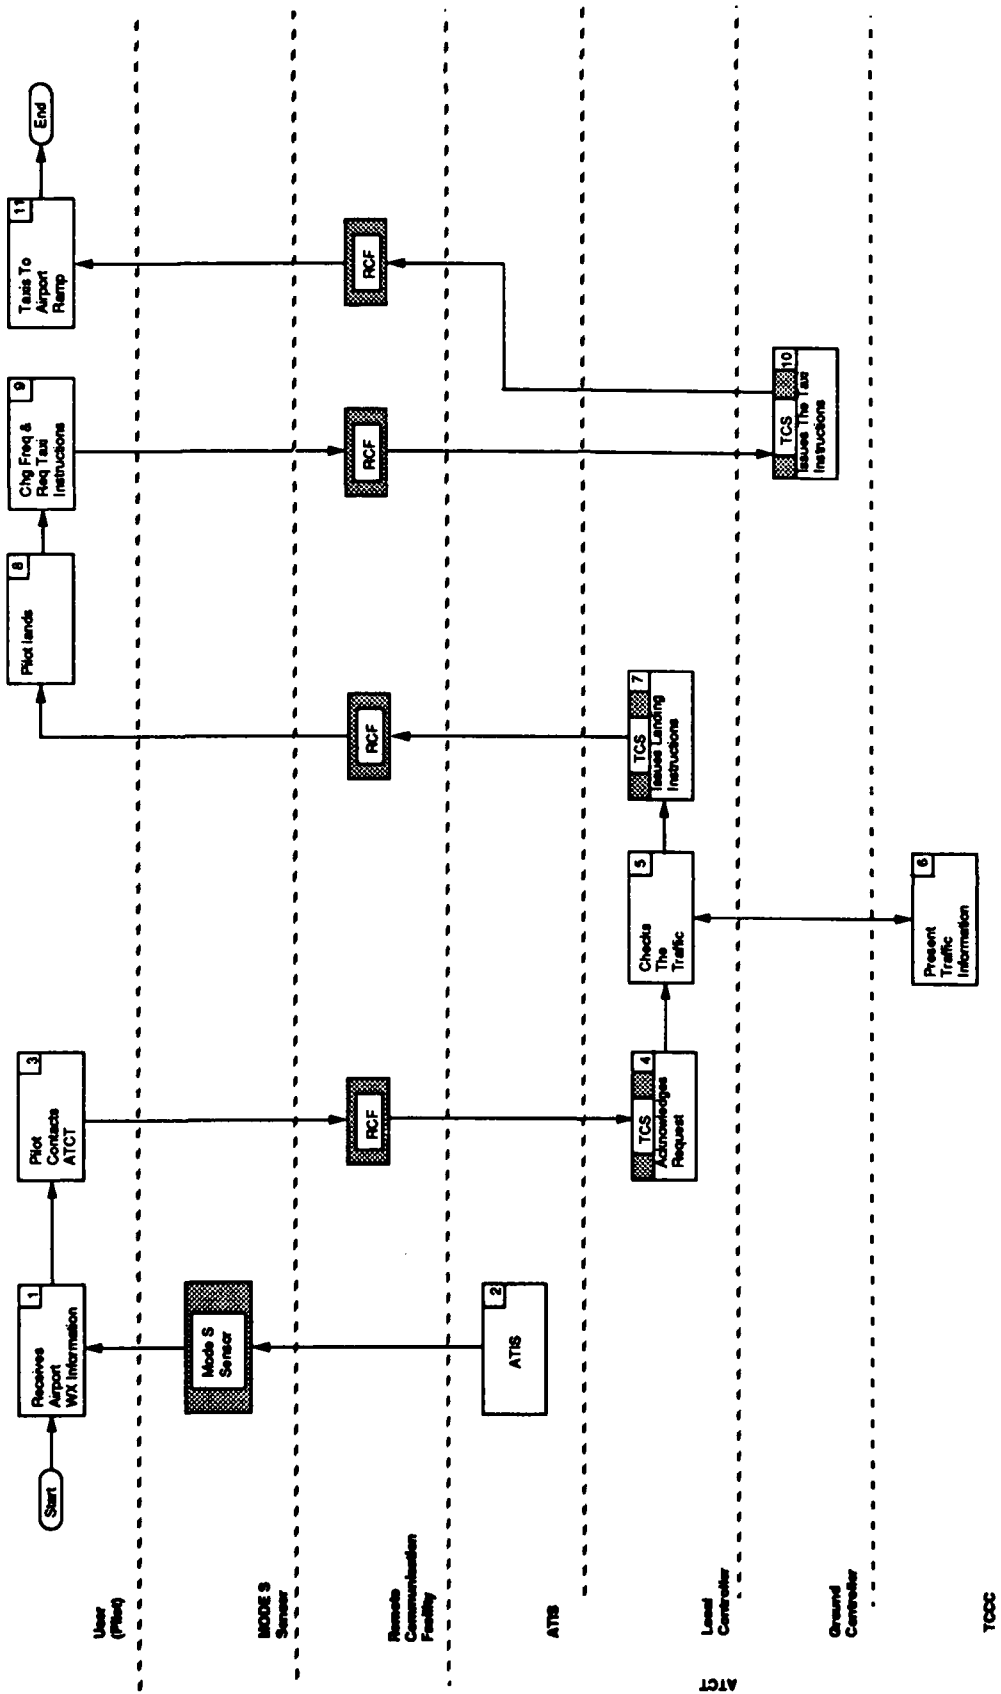 Start
Receives
Airport
WX Information
1
Pilot
Contacts
ATCT
3
Pilot lands
8
Chg Freq &
Req Taxi
Instructions
9
Taxis To
Airport
Ramp
11
End
User
(Pilot)
Mode S
Sensor
MODE S
Sensor
RCF
RCF
RCF
RCF
Remote
Communication
Facility
ATIS
2
ATIS
TCS
4
Acknowledges
Request
Checks
The
Traffic
5
TCS
7
Issues Landing
Instructions
Local
Controller
TCS
10
Issues The Taxi
Instructions
Ground
Controller
ATCT
Present
Traffic
Information
6
TCCC